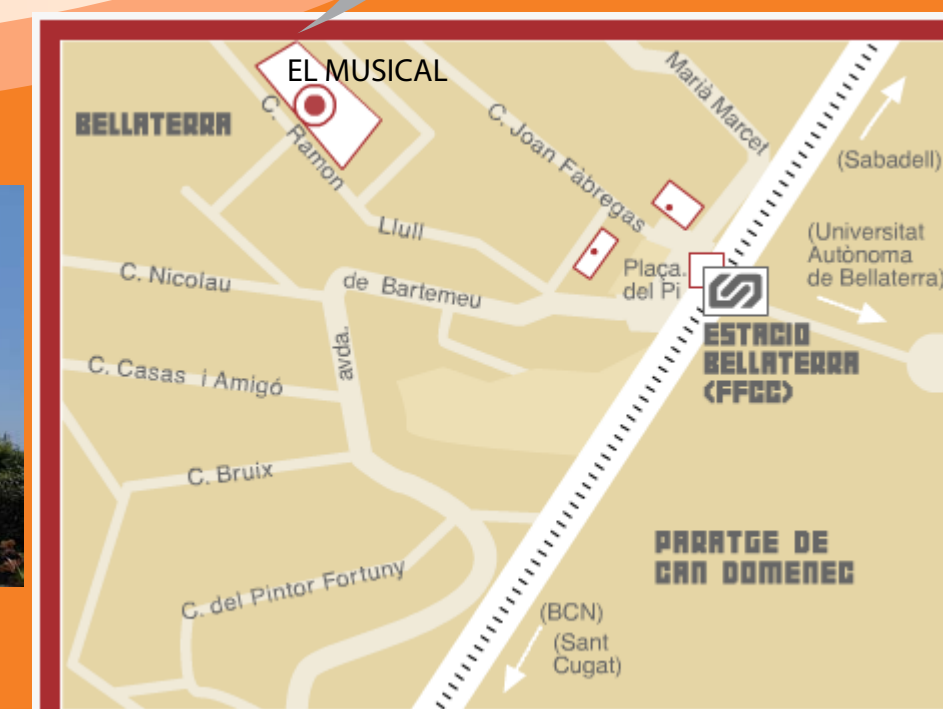 EL MUSICAL
BELLATERRA
C. Ramon
Llull
C. Joan Fàbregas
Marià Marcet
(Sabadell)
(Universitat
Autònoma
de Bellaterra)
Plaça.
del Pi
C. Nicolau
avda.
de Bartemeu
ESTACIO
BELLATERRA
(FFCC)
C. Casas i Amigó
C. Bruix
PARATGE DE
CAN DOMENEC
C. del Pintor Fortuny
(BCN)
(Sant
Cugat)